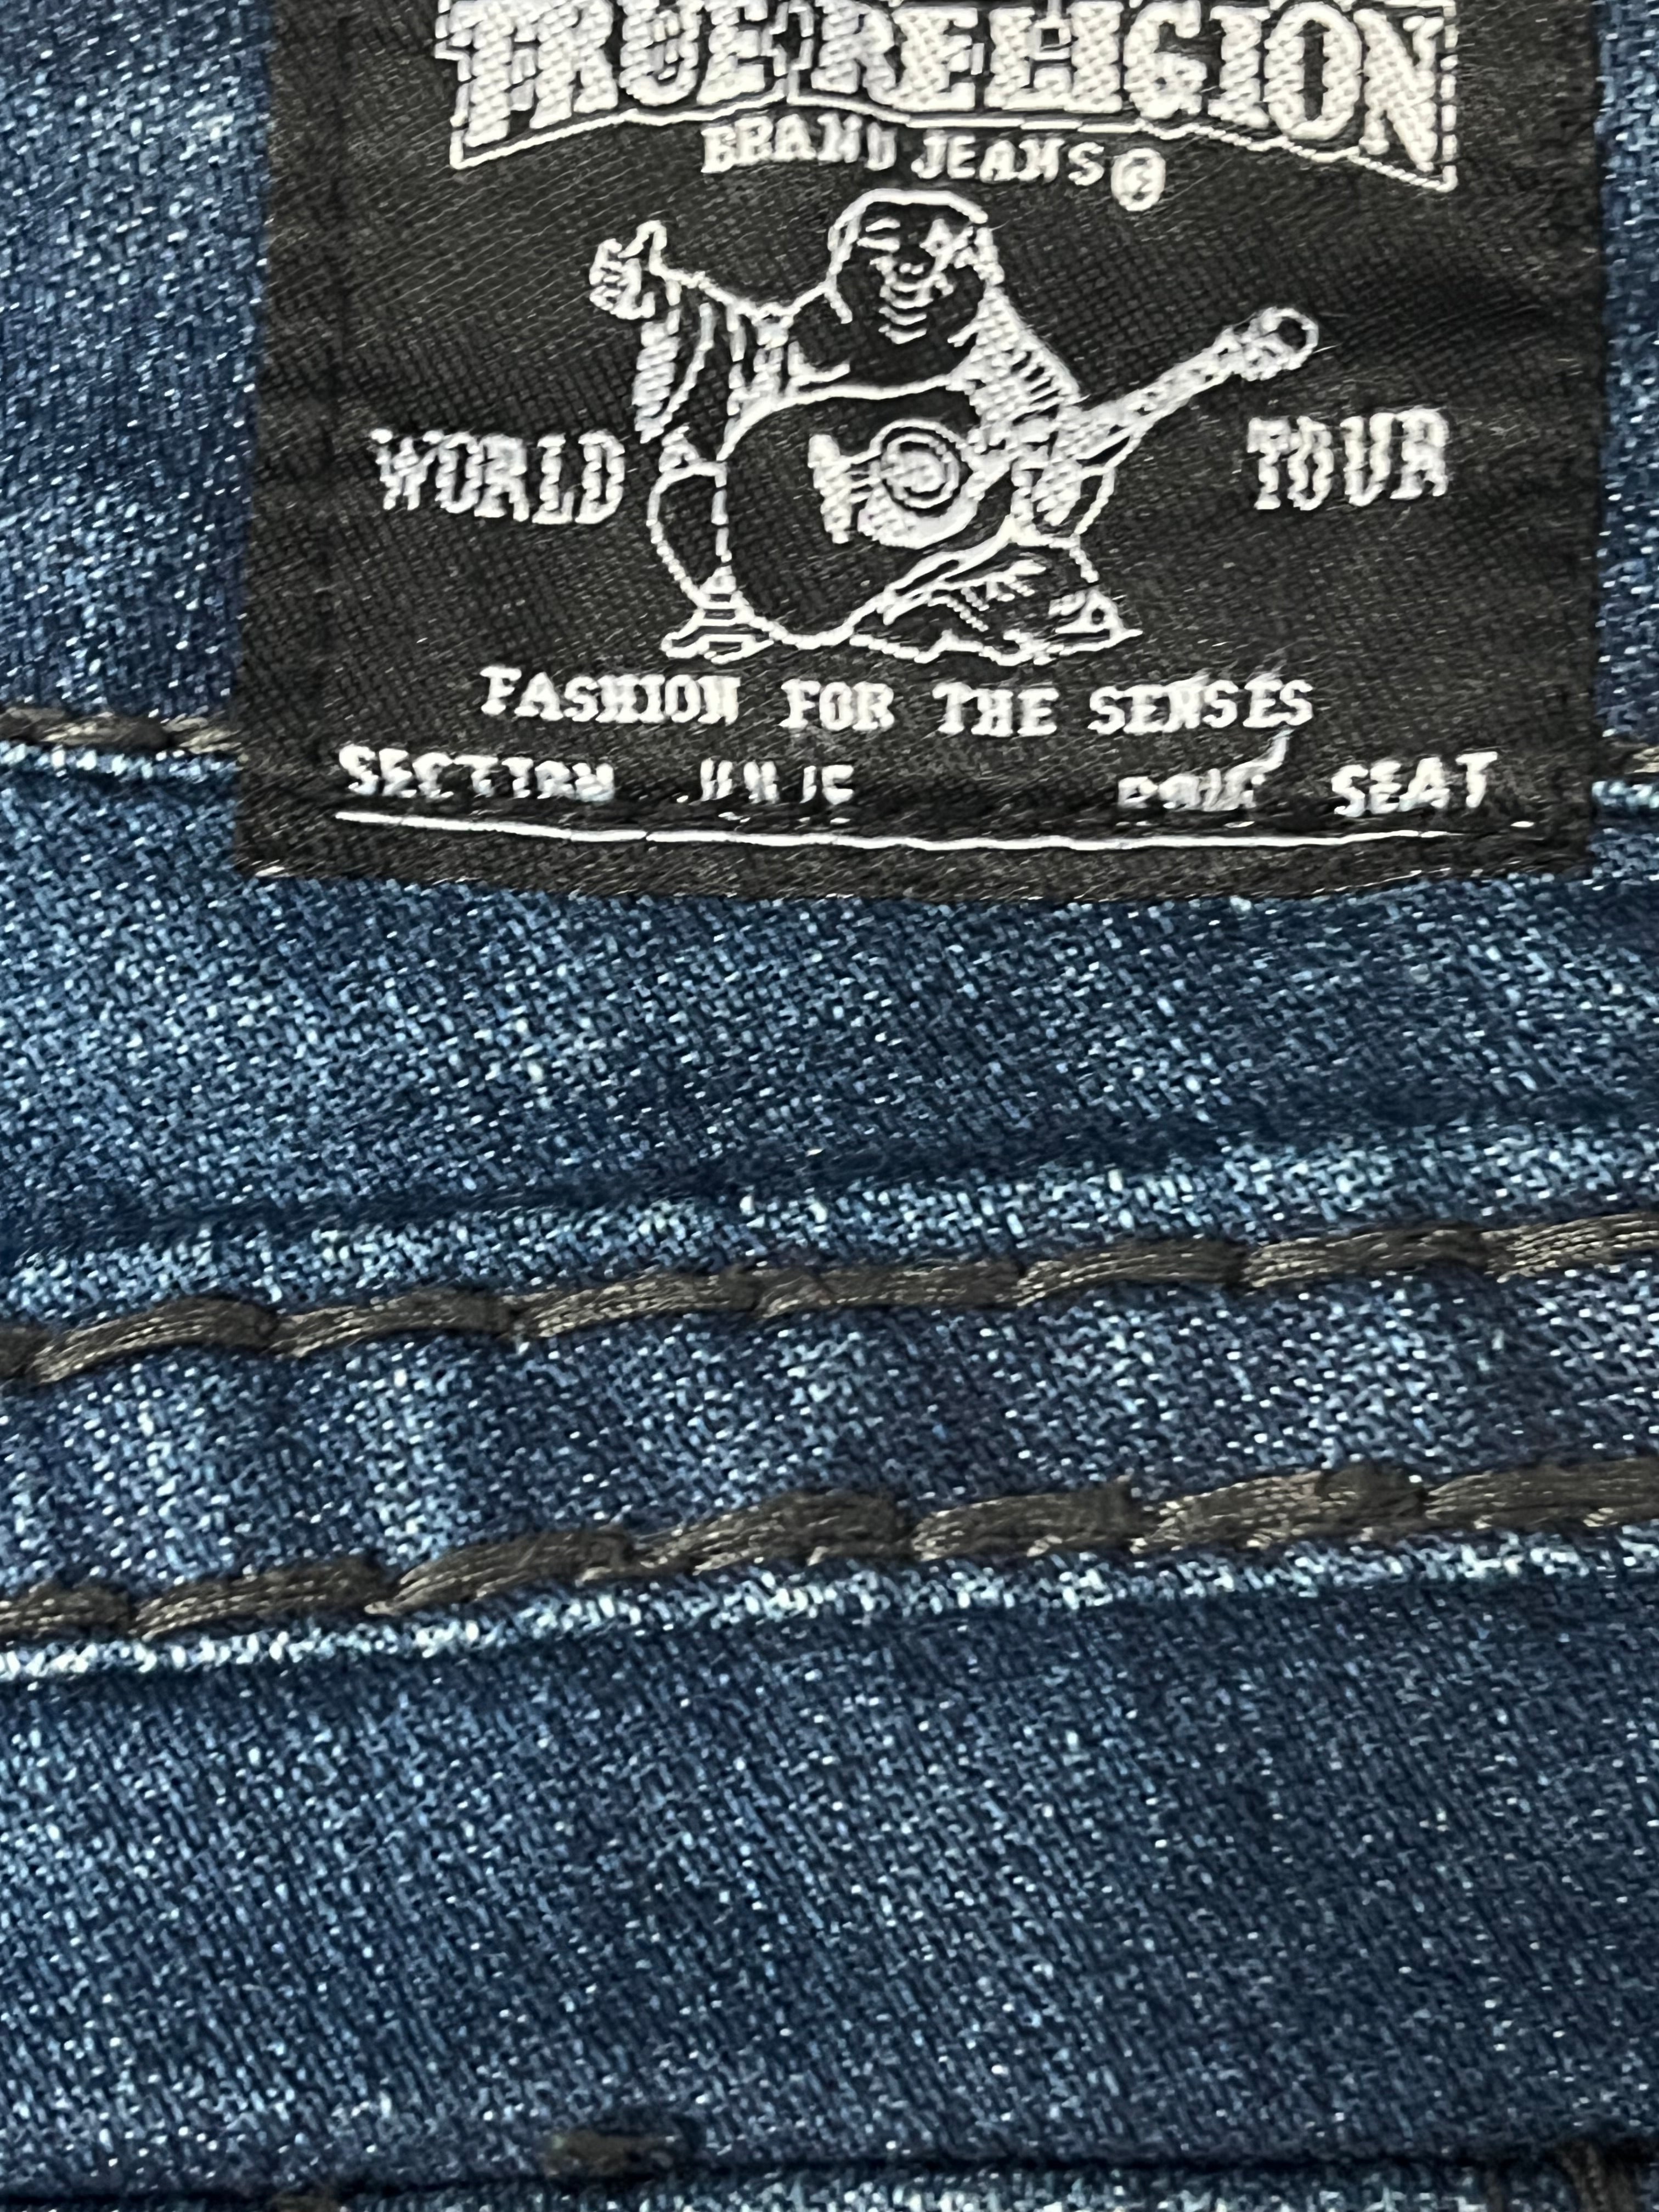 TRUE RELIGION
BRAND JEANS®
WORLD TOUR
FASHION FOR THE SENSES
SECTION SEAT